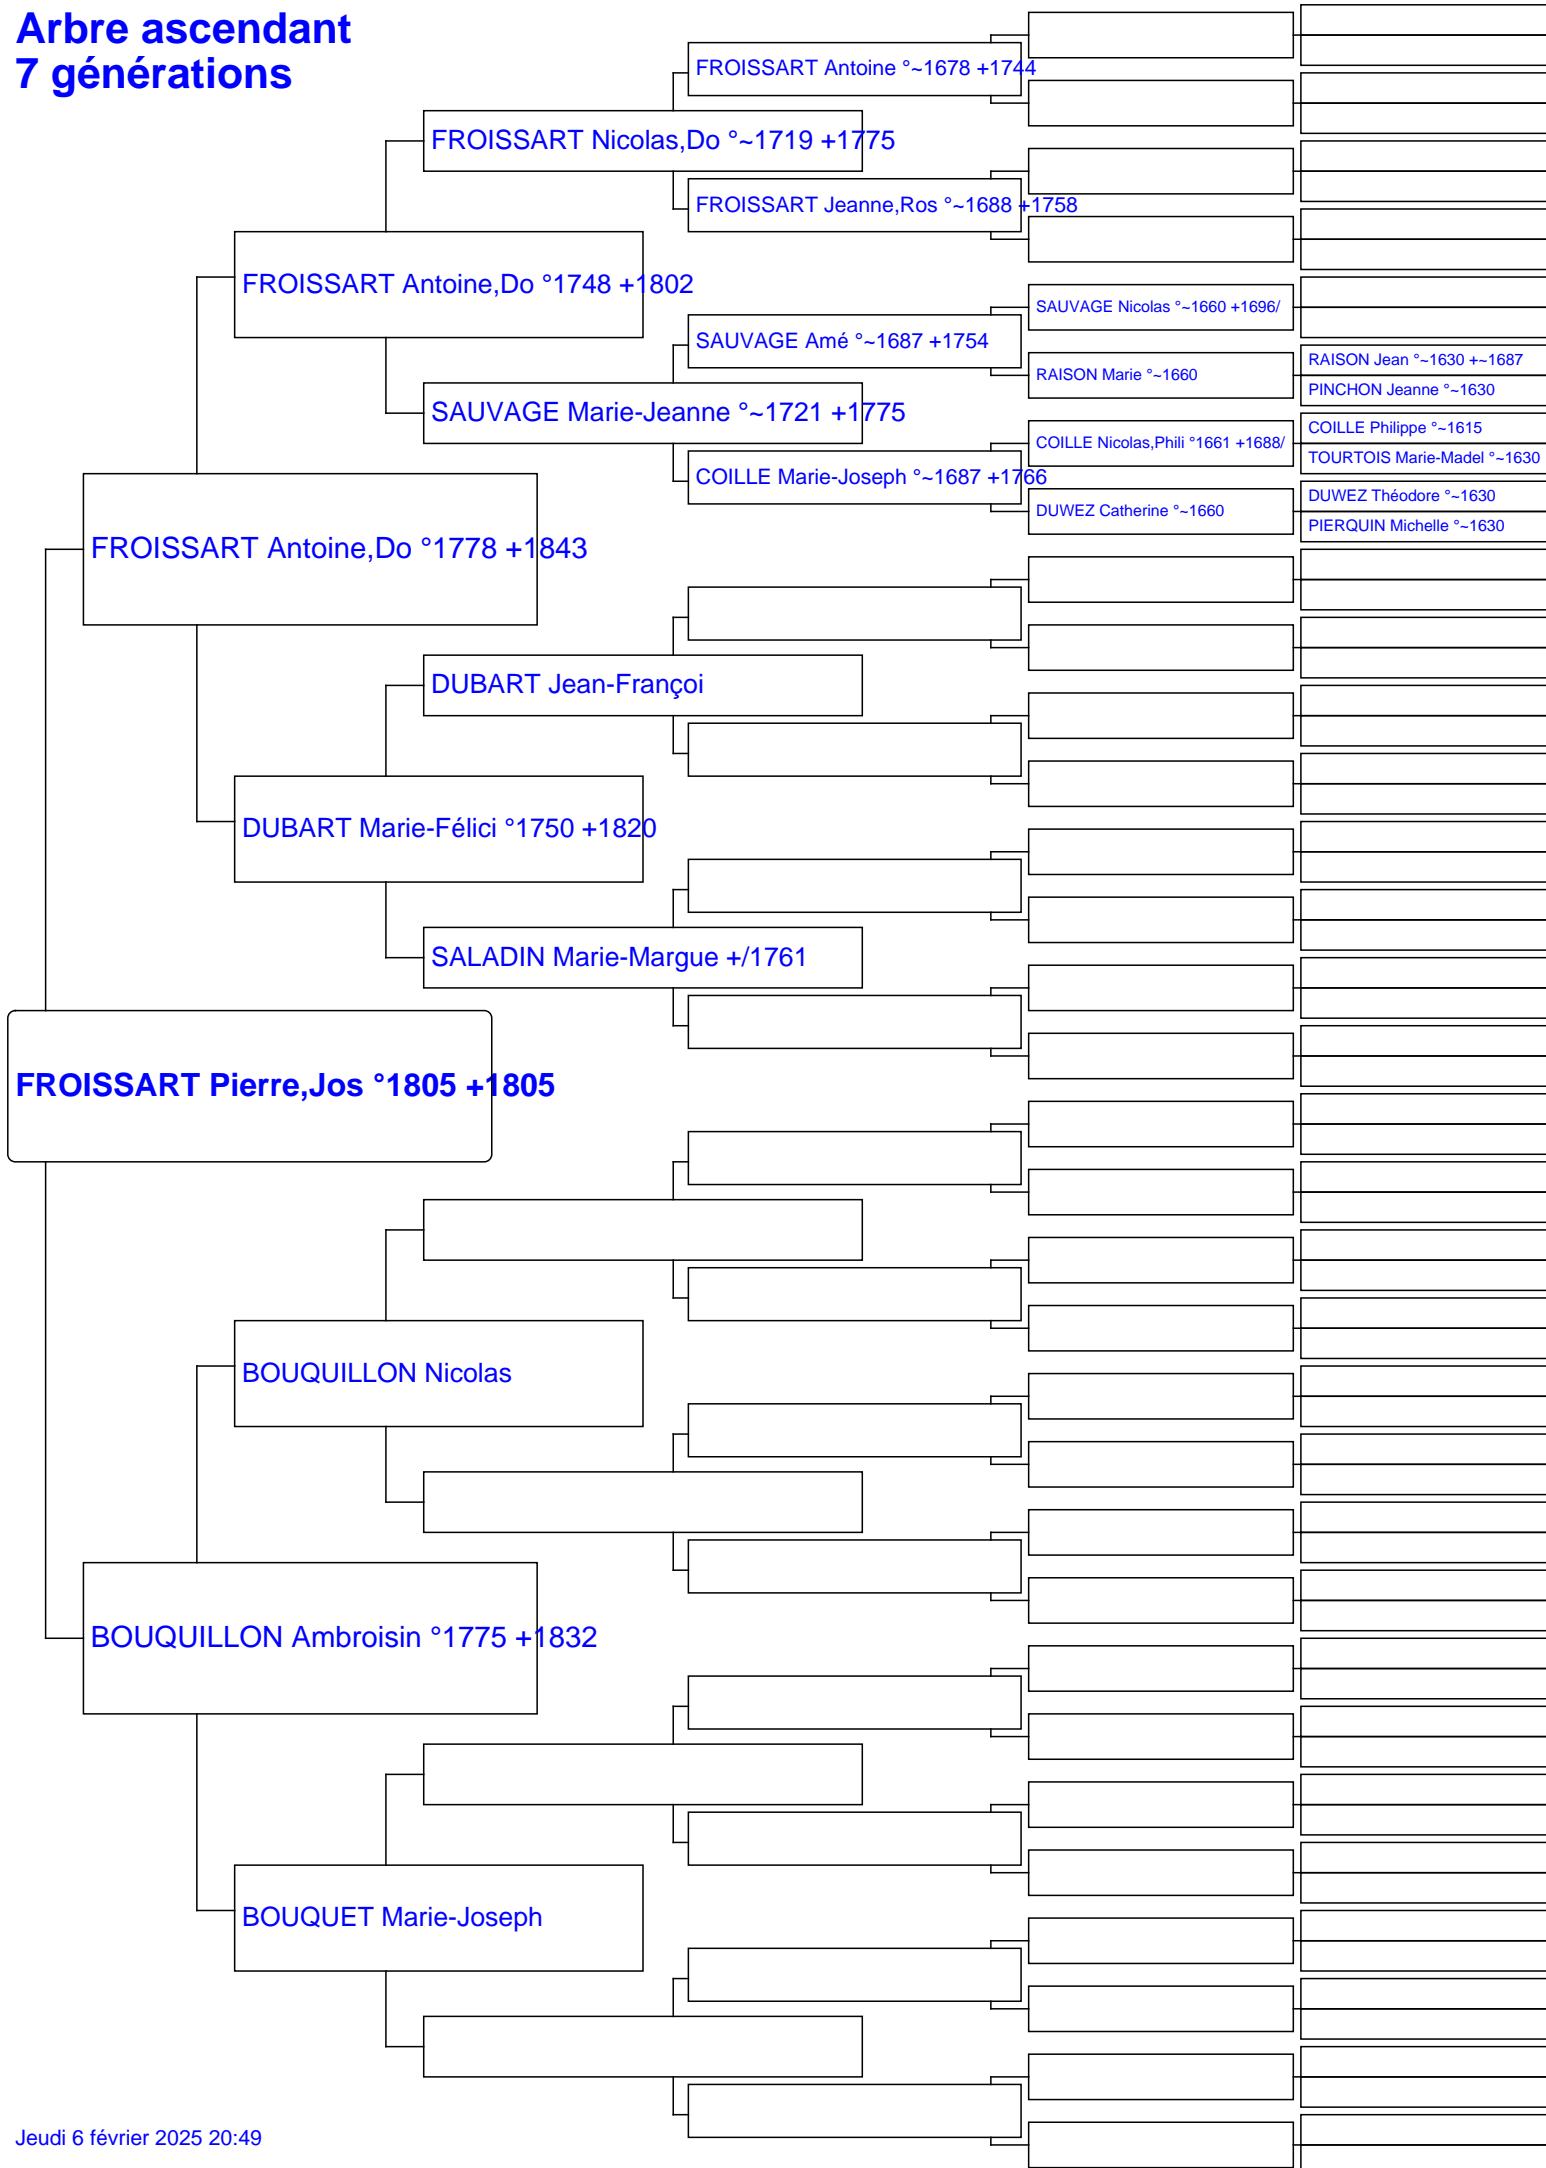 Arbre ascendant
7 générations
FROISSART Antoine °~1678 +1744
FROISSART Nicolas,Do °~1719 +1775
FROISSART Jeanne,Ros °~1688 +1758
FROISSART Antoine,Do °1748 +1802
SAUVAGE Nicolas °~1660 +1696/
SAUVAGE Amé °~1687 +1754
RAISON Jean °~1630 +~1687
RAISON Marie °~1660
PINCHON Jeanne °~1630
SAUVAGE Marie-Jeanne °~1721 +1775
COILLE Philippe °~1615
COILLE Nicolas,Phili °1661 +1688/
TOURTOIS Marie-Madel °~1630
COILLE Marie-Joseph °~1687 +1766
DUWEZ Théodore °~1630
DUWEZ Catherine °~1660
PIERQUIN Michelle °~1630
FROISSART Antoine,Do °1778 +1843
DUBART Jean-Françoi
DUBART Marie-Félici °1750 +1820
SALADIN Marie-Margue +/1761
FROISSART Pierre,Jos °1805 +1805
BOUQUILLON Nicolas
BOUQUILLON Ambroisin °1775 +1832
BOUQUET Marie-Joseph
Jeudi 6 février 2025 20:49